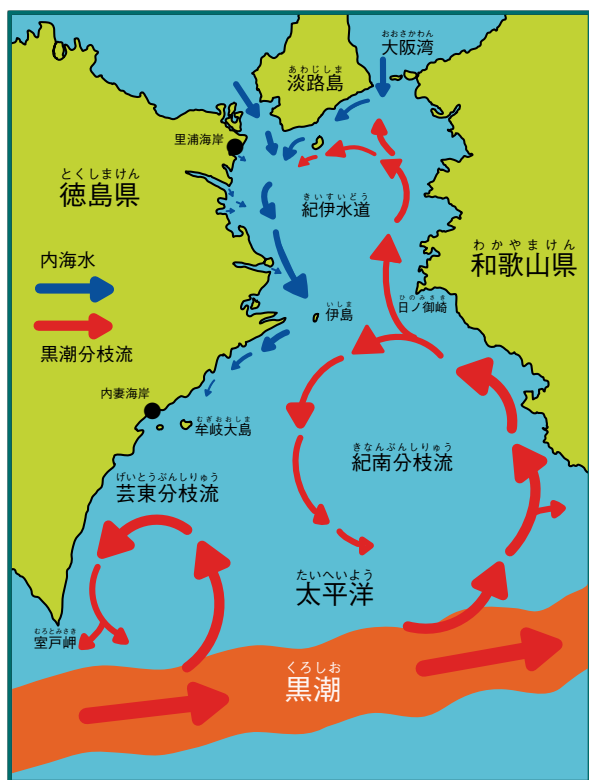 おおさかわん
大阪湾
あわじしま
淡路島
里浦海岸
とくしまけん
徳島県
きいすいどう
紀伊水道
わかやまけん
和歌山県
内海水
黒潮分枝流
いしま
伊島
ひのみさき
日ノ御崎
内妻海岸
むぎおおしま
牟岐大島
きなんぶんしりゅう
紀南分枝流
げいとうぶんしりゅう
芸東分枝流
たいへいよう
太平洋
むろとみさき
室戸岬
くろしお
黒潮